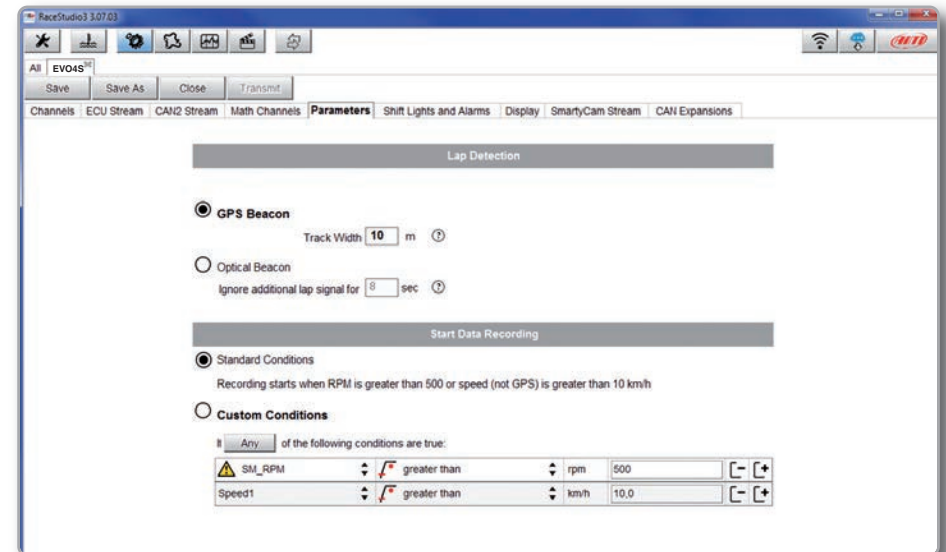 RaceStudio3 3.07.03
AiM
All EVO4S
Save Save As Close Transmit
Channels ECU Stream CAN2 Stream Math Channels Parameters Shift Lights and Alarms Display SmartyCam Stream CAN Expansions
Lap Detection
GPS Beacon
Track Width 10 m ?
Optical Beacon
Ignore additional lap signal for 8 sec ?
Start Data Recording
Standard Conditions
Recording starts when RPM is greater than 500 or speed (not GPS) is greater than 10 km/h
Custom Conditions
If Any of the following conditions are true:
SM_RPM greater than rpm 500
Speed1 greater than km/h 10,0